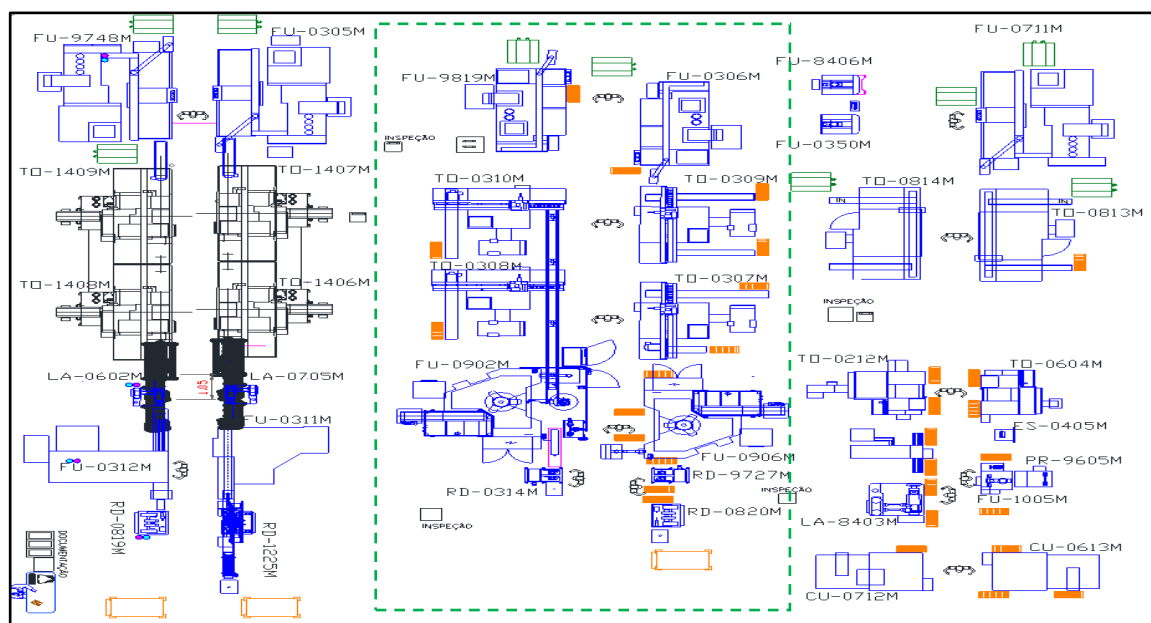 FU-9748M
FU-0305M
TO-1409M
TO-1407M
TO-1408M
TO-1406M
LA-0602M
LA-0705M
1.05
FU-0311M
FU-0312M
RD-0819M
RD-1225M
DOCUMENTAÇÃO
FU-9819M
FU-0306M
INSPEÇÃO
TO-0310M
TO-0309M
TO-0308M
TO-0307M
FU-0902M
FU-0906M
RD-0314M
RD-9727M
RD-0820M
INSPEÇÃO
INSPEÇÃO
FU-8406M
FU-0711M
FU-0350M
TO-0814M
IN
IN
TO-0813M
INSPEÇÃO
TO-0212M
TO-0604M
ES-0405M
PR-9605M
FU-1005M
LA-8403M
CU-0613M
CU-0712M